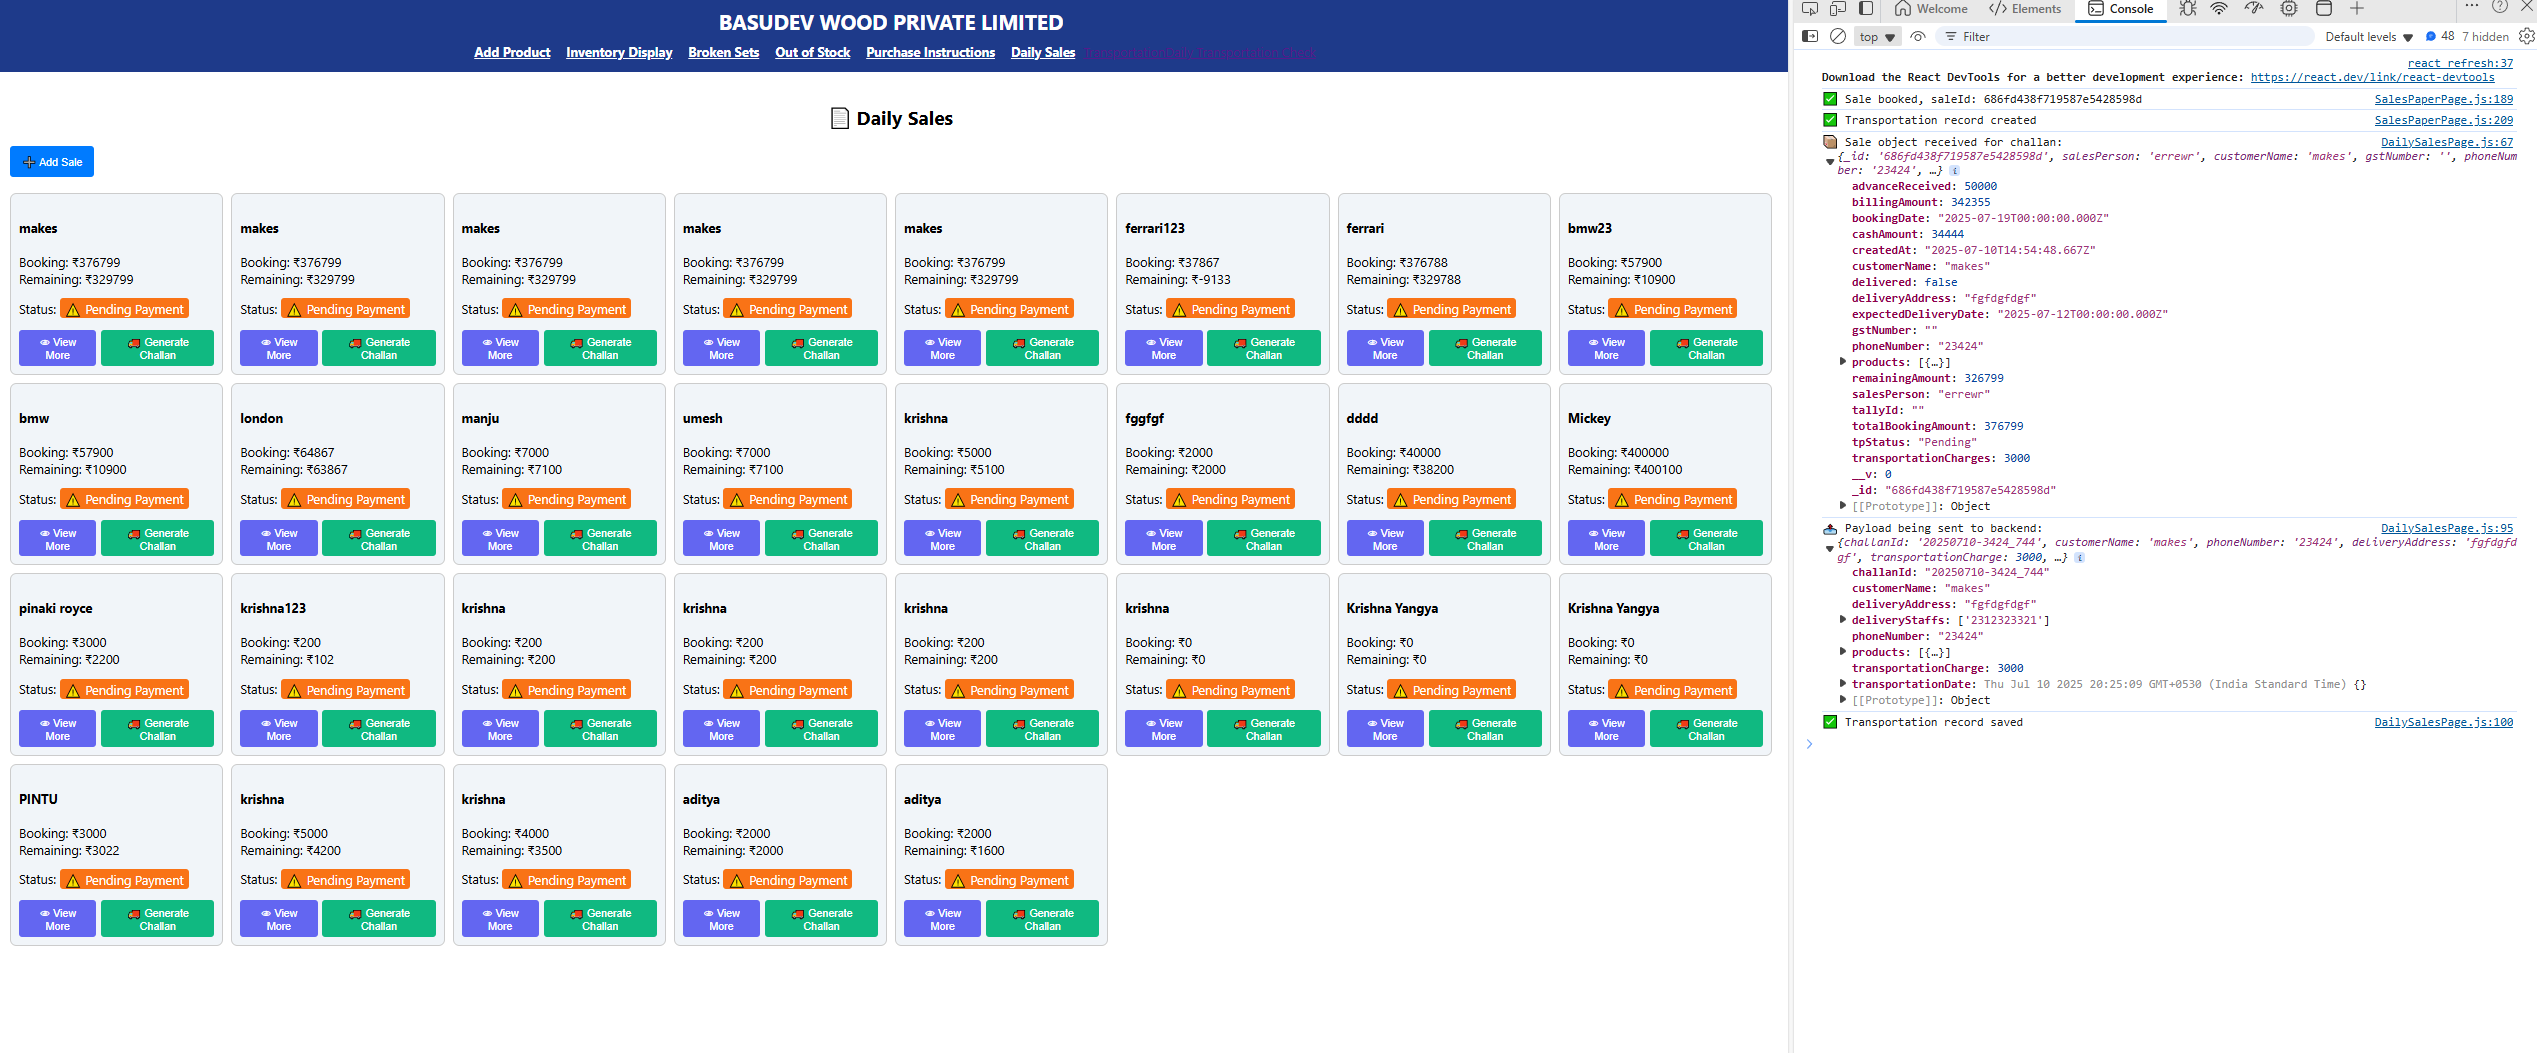 BASUDEV WOOD PRIVATE LIMITED
Add Product Inventory Display Broken Sets Out of Stock Purchase Instructions Daily Sales
📄 Daily Sales
➕ Add Sale
makes makes makes makes makes ferrari123 ferrari bmw23
Booking: ₹376799 Booking: ₹376799 Booking: ₹376799 Booking: ₹376799 Booking: ₹376799 Booking: ₹37867 Booking: ₹376788 Booking: ₹57900
Remaining: ₹329799 Remaining: ₹329799 Remaining: ₹329799 Remaining: ₹329799 Remaining: ₹329799 Remaining: ₹-9133 Remaining: ₹329788 Remaining: ₹10900
Status: ⚠ Pending Payment Status: ⚠ Pending Payment Status: ⚠ Pending Payment Status: ⚠ Pending Payment Status: ⚠ Pending Payment Status: ⚠ Pending Payment Status: ⚠ Pending Payment Status: ⚠ Pending Payment
View Generate View Generate View Generate View Generate View Generate View Generate View Generate View Generate
More Challan More Challan More Challan More Challan More Challan More Challan More Challan More Challan
bmw london manju umesh krishna fggfgf dddd Mickey
Booking: ₹57900 Booking: ₹64867 Booking: ₹7000 Booking: ₹7000 Booking: ₹5000 Booking: ₹2000 Booking: ₹40000 Booking: ₹400000
Remaining: ₹10900 Remaining: ₹63867 Remaining: ₹7100 Remaining: ₹7100 Remaining: ₹5100 Remaining: ₹2000 Remaining: ₹38200 Remaining: ₹400100
Status: ⚠ Pending Payment Status: ⚠ Pending Payment Status: ⚠ Pending Payment Status: ⚠ Pending Payment Status: ⚠ Pending Payment Status: ⚠ Pending Payment Status: ⚠ Pending Payment Status: ⚠ Pending Payment
View Generate View Generate View Generate View Generate View Generate View Generate View Generate View Generate
More Challan More Challan More Challan More Challan More Challan More Challan More Challan More Challan
pinaki royce krishna123 krishna krishna krishna krishna Krishna Yangya Krishna Yangya
Booking: ₹3000 Booking: ₹200 Booking: ₹200 Booking: ₹200 Booking: ₹200 Booking: ₹0 Booking: ₹0 Booking: ₹0
Remaining: ₹2200 Remaining: ₹102 Remaining: ₹200 Remaining: ₹200 Remaining: ₹200 Remaining: ₹0 Remaining: ₹0 Remaining: ₹0
Status: ⚠ Pending Payment Status: ⚠ Pending Payment Status: ⚠ Pending Payment Status: ⚠ Pending Payment Status: ⚠ Pending Payment Status: ⚠ Pending Payment Status: ⚠ Pending Payment Status: ⚠ Pending Payment
View Generate View Generate View Generate View Generate View Generate View Generate View Generate View Generate
More Challan More Challan More Challan More Challan More Challan More Challan More Challan More Challan
PINTU krishna krishna aditya aditya
Booking: ₹3000 Booking: ₹5000 Booking: ₹4000 Booking: ₹2000 Booking: ₹2000
Remaining: ₹3022 Remaining: ₹4200 Remaining: ₹3500 Remaining: ₹2000 Remaining: ₹1600
Status: ⚠ Pending Payment Status: ⚠ Pending Payment Status: ⚠ Pending Payment Status: ⚠ Pending Payment Status: ⚠ Pending Payment
View Generate View Generate View Generate View Generate View Generate
More Challan More Challan More Challan More Challan More Challan
Welcome Elements Console
top Filter Default levels 48 7 hidden
react refresh:37
Download the React DevTools for a better development experience: https://react.dev/link/react-devtools
✅ Sale booked, saleId: 686fd438f719587e5428598d SalesPaperPage.js:189
✅ Transportation record created SalesPaperPage.js:209
📦 Sale object received for challan: DailySalesPage.js:67
{_id: '686fd438f719587e5428598d', salesPerson: 'errewr', customerName: 'makes', gstNumber: '', phoneNum
ber: '23424', …}
advanceReceived: 50000
billingAmount: 342355
bookingDate: "2025-07-19T00:00:00.000Z"
cashAmount: 34444
createdAt: "2025-07-10T14:54:48.667Z"
customerName: "makes"
delivered: false
deliveryAddress: "fgfdgfdgf"
expectedDeliveryDate: "2025-07-12T00:00:00.000Z"
gstNumber: ""
phoneNumber: "23424"
products: [{…}]
remainingAmount: 326799
salesPerson: "errewr"
tallyId: ""
totalBookingAmount: 376799
tpStatus: "Pending"
transportationCharges: 3000
__v: 0
_id: "686fd438f719587e5428598d"
[[Prototype]]: Object
📤 Payload being sent to backend: DailySalesPage.js:95
{challanId: '20250710-3424_744', customerName: 'makes', phoneNumber: '23424', deliveryAddress: 'fgfdgfd
gf', transportationCharge: 3000, …}
challanId: "20250710-3424_744"
customerName: "makes"
deliveryAddress: "fgfdgfdgf"
deliveryStaffs: ['2312323321']
phoneNumber: "23424"
products: [{…}]
transportationCharge: 3000
transportationDate: Thu Jul 10 2025 20:25:09 GMT+0530 (India Standard Time) {}
[[Prototype]]: Object
✅ Transportation record saved DailySalesPage.js:100